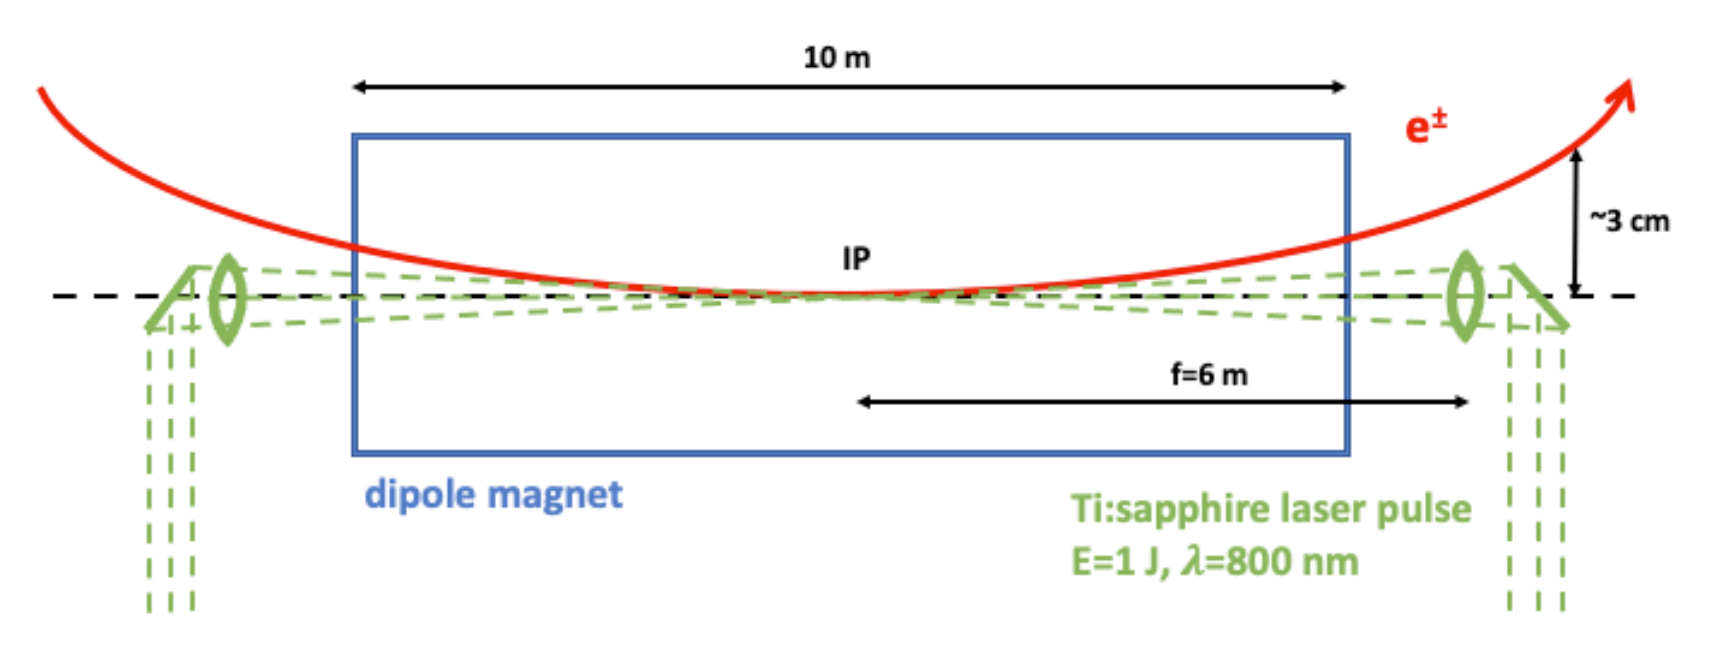 10 m
e±
~3 cm
IP
f=6 m
dipole magnet
Ti:sapphire laser pulse
E=1 J, λ=800 nm